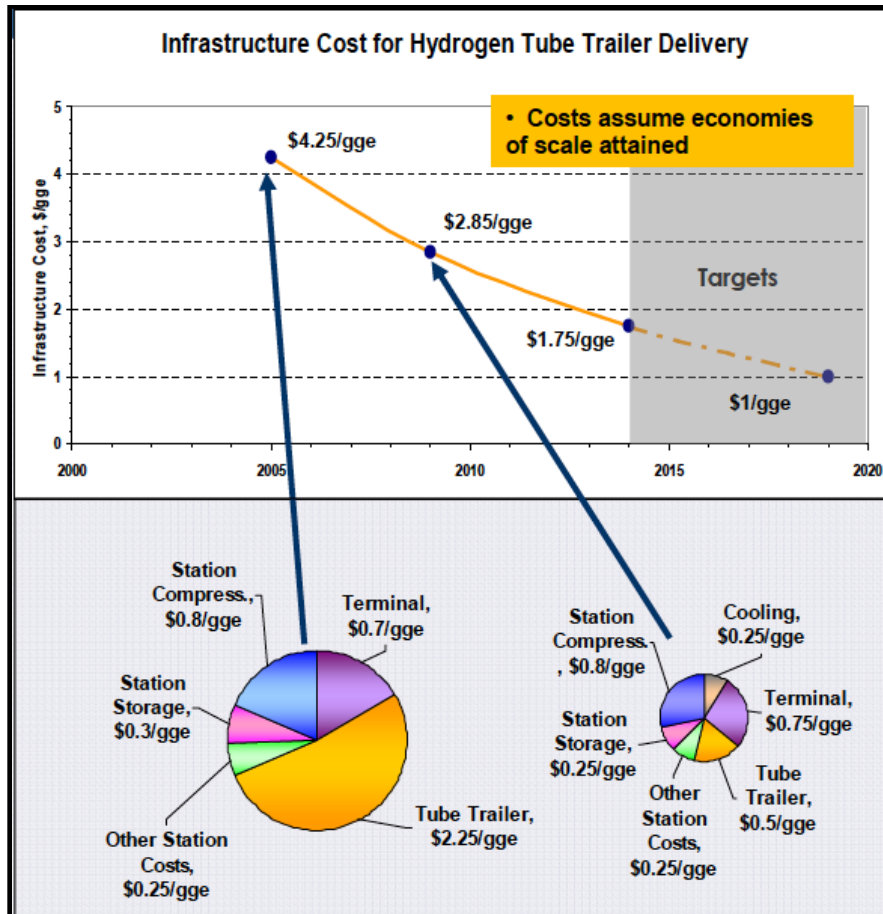 Infrastructure Cost for Hydrogen Tube Trailer Delivery
• Costs assume economies
of scale attained
Infrastructure Cost, $/gge
5
4
3
2
1
0
$4.25/gge
$2.85/gge
Targets
$1.75/gge
$1/gge
2000
2005
2010
2015
2020
Station
Compress.,
$0.8/gge
Terminal,
$0.7/gge
Station
Storage,
$0.3/gge
Other Station
Costs,
$0.25/gge
Tube Trailer,
$2.25/gge
Station
Compress.
, $0.8/gge
Cooling,
$0.25/gge
Terminal,
$0.75/gge
Station
Storage,
$0.25/gge
Other
Station
Costs,
$0.25/gge
Tube
Trailer,
$0.5/gge